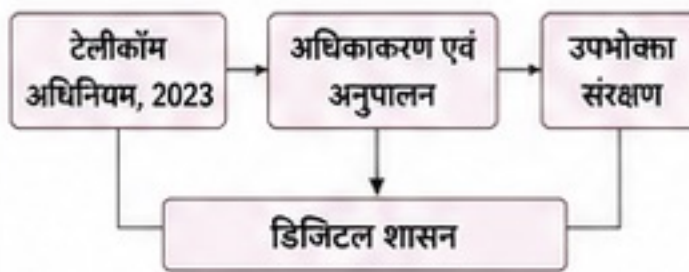 टेलीकॉम
अधिनियम, 2023
अधिकाकरण एवं
अनुपालन
उपभोक्ता
संरक्षण
डिजिटल शासन